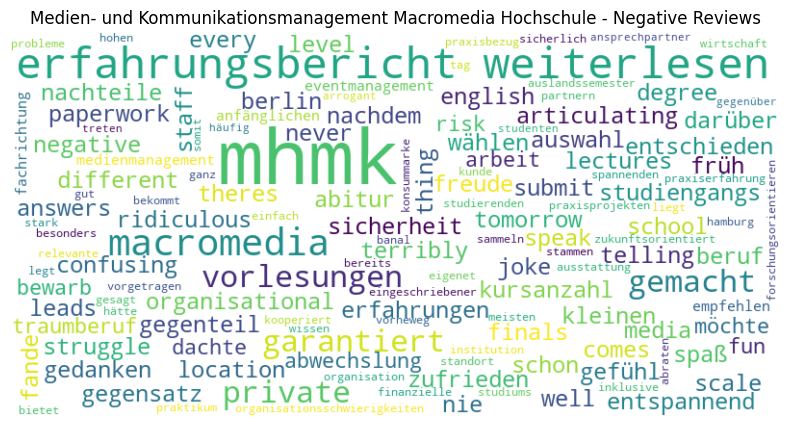 Medien- und Kommunikationsmanagement Macromedia Hochschule - Negative Reviews
probleme hohen every level praxisbezug sicherlich ansprechpartner wirtschaft
erfahrungsbericht weiterlesen
tag auslandssemester partnern gegenüber
nachteile arrogant eventmanagement english degree
paperwork staff berlin anfänglichen nachdem articulating darüber
fachrichtung treten somit häufig never risk studenten wählen auswahl entschieden
negative mhmk
medienmanagement konsummarke thing arbeit lectures früh
different ganz theres abitur freude spannenden praxiserfahrung submit studiengangs
gut bekommt studierenden praxisprojekten liegt
answers ridiculous einfach sicherheit kunde tomorrow school hamburg
stark speak
besonders macromedia banal terribly sammeln zukunftsorientiert telling beruf forschungsorientieren
relevante bereits joke stammen
confusing vorlesungen eigenet ausstattung gemacht
bewarb legt vorgetragen eingeschriebener kursanzahl
leads gesagt organisational erfahrungen kleinen empfehlen
hätte kooperiert vorheweg
traumberuf gegenteil wissen meisten finals media möchte
struggle dachte garantiert institution comes abraten spaß fun
fande organisation standort schon gefühl
gedanken location abwechslung zufrieden scale
finanzielle studiums inklusive
gegensatz private nie well entspannend
bietet praktikum organisationsschwierigkeiten